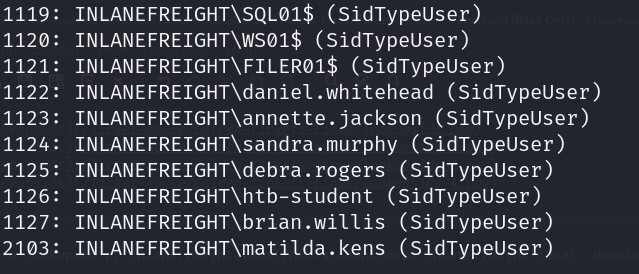 1119: INLANEFREIGHT\SQL01$ (SidTypeUser)
1120: INLANEFREIGHT\WS01$ (SidTypeUser)
1121: INLANEFREIGHT\FILER01$ (SidTypeUser)
1122: INLANEFREIGHT\daniel.whitehead (SidTypeUser)
1123: INLANEFREIGHT\annette.jackson (SidTypeUser)
1124: INLANEFREIGHT\sandra.murphy (SidTypeUser)
1125: INLANEFREIGHT\debra.rogers (SidTypeUser)
1126: INLANEFREIGHT\htb-student (SidTypeUser)
1127: INLANEFREIGHT\brian.willis (SidTypeUser)
2103: INLANEFREIGHT\matilda.kens (SidTypeUser)